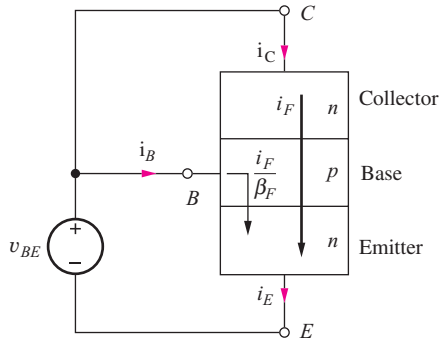 C
i_C
Collector
i_F
n
i_B
i_F
β_F
p
Base
B
+
v_BE
−
n
Emitter
i_E
E